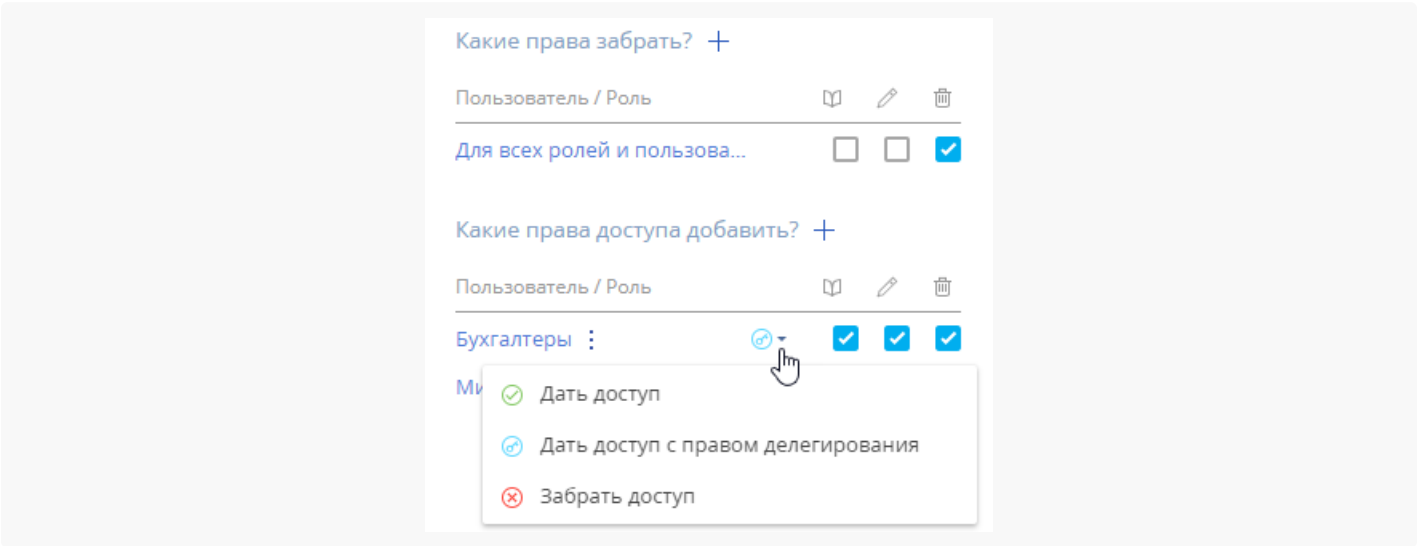 Какие права забрать?
Пользователь / Роль
Для всех ролей и пользова...
Какие права доступа добавить?
Пользователь / Роль
Бухгалтеры
Ми
Дать доступ
Дать доступ с правом делегирования
Забрать доступ